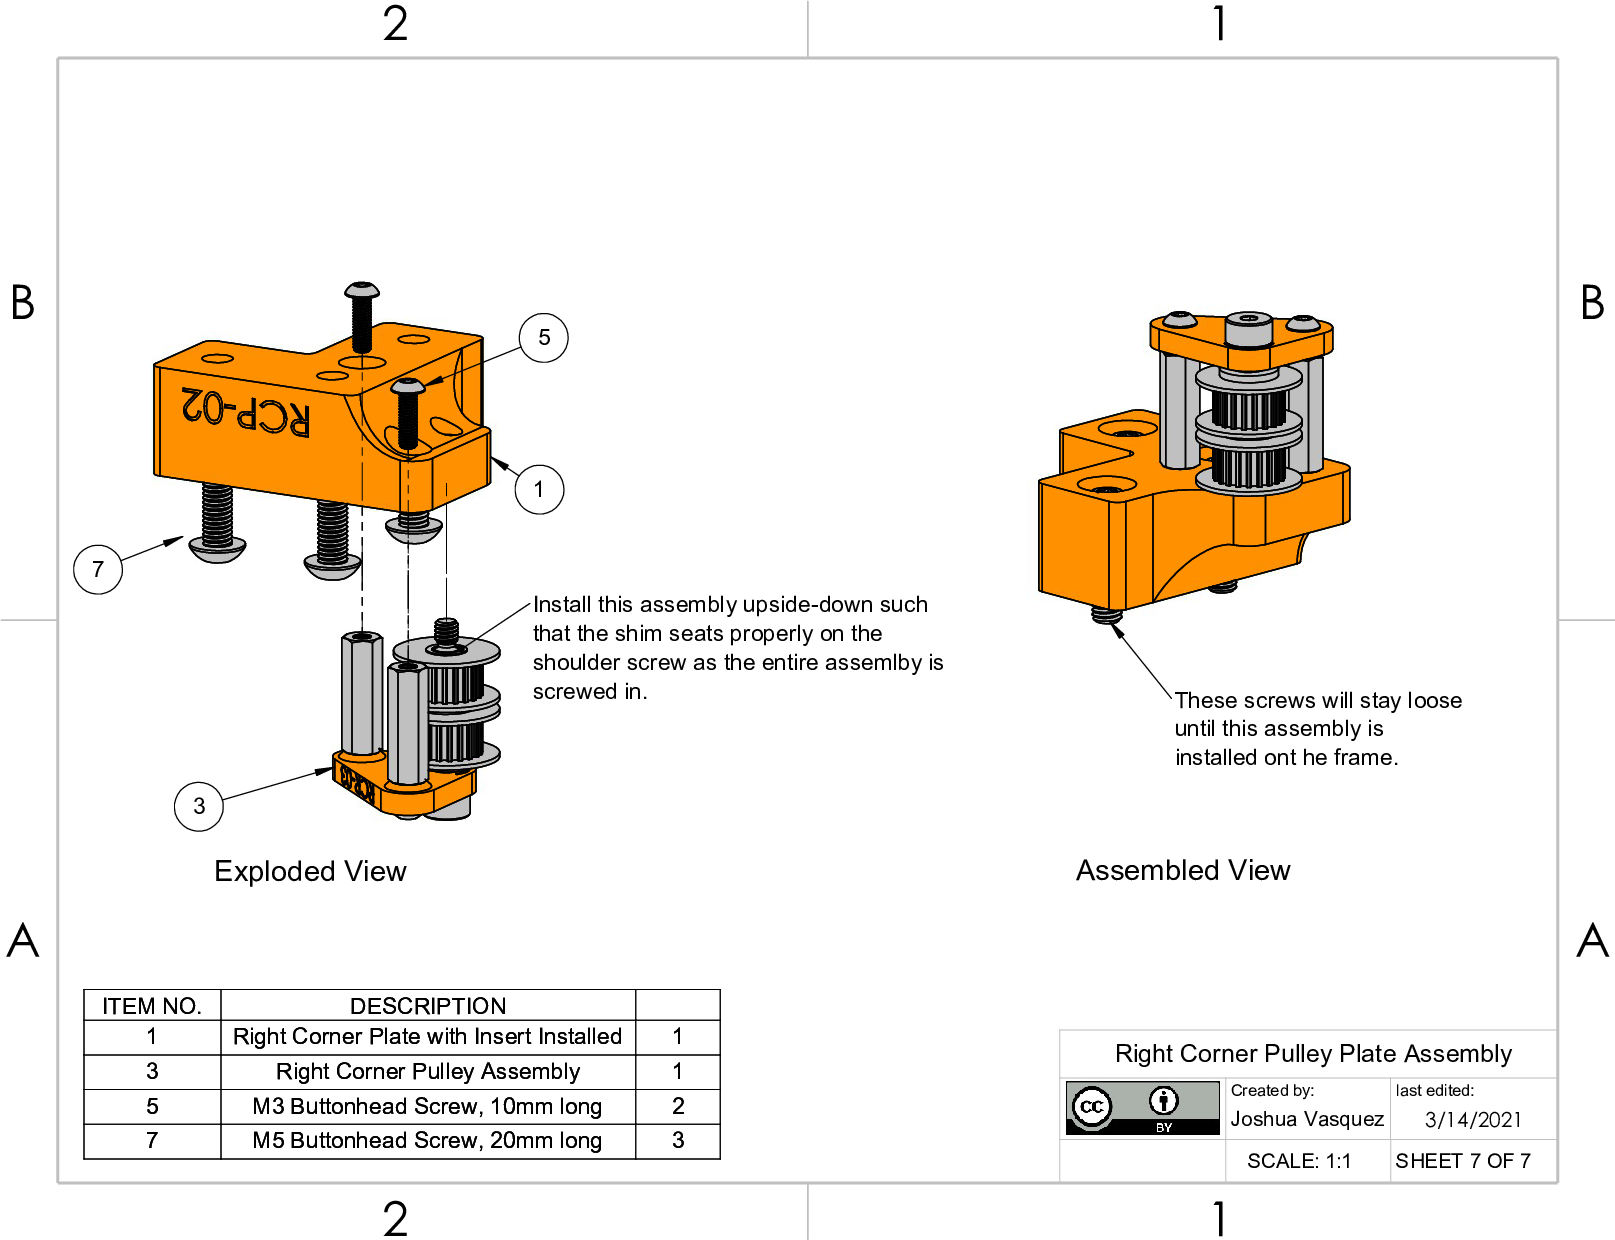 2 1
B B
RCP-02
5
1
7
Install this assembly upside-down such
that the shim seats properly on the
shoulder screw as the entire assemlby is
screwed in.
These screws will stay loose
until this assembly is
installed ont he frame.
RCP-03
3
Exploded View
Assembled View
A A
ITEM NO. DESCRIPTION
1 Right Corner Plate with Insert Installed 1
3 Right Corner Pulley Assembly 1
5 M3 Buttonhead Screw, 10mm long 2
7 M5 Buttonhead Screw, 20mm long 3
Right Corner Pulley Plate Assembly
cc BY
Created by: last edited:
Joshua Vasquez 3/14/2021
SCALE: 1:1 SHEET 7 OF 7
2 1